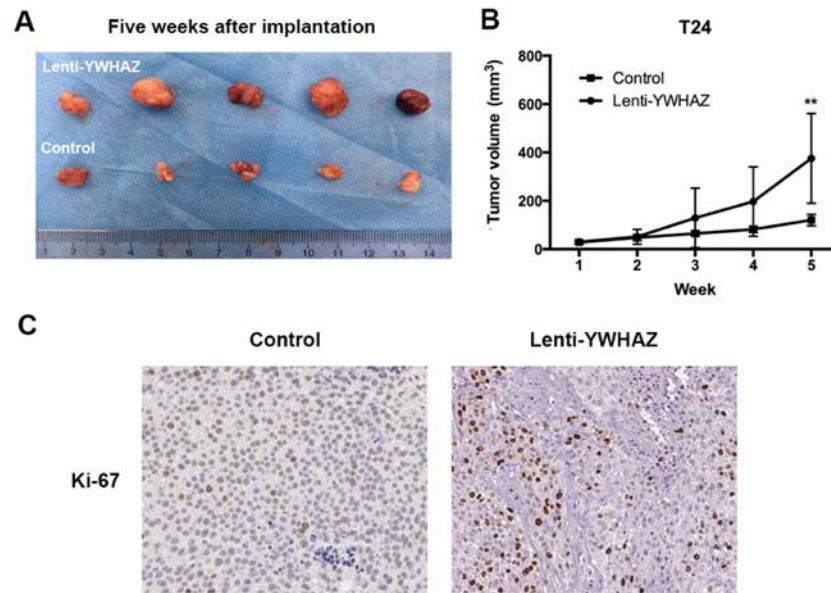 A
Five weeks after implantation
Lenti-YWHAZ
Control
1 2 3 4 5 6 7 8 9 10 11 12 13 14
B
T24
800
600
400
200
0
Tumor volume (mm³)
Control
Lenti-YWHAZ
**
1 2 3 4 5
Week
C
Control
Lenti-YWHAZ
Ki-67